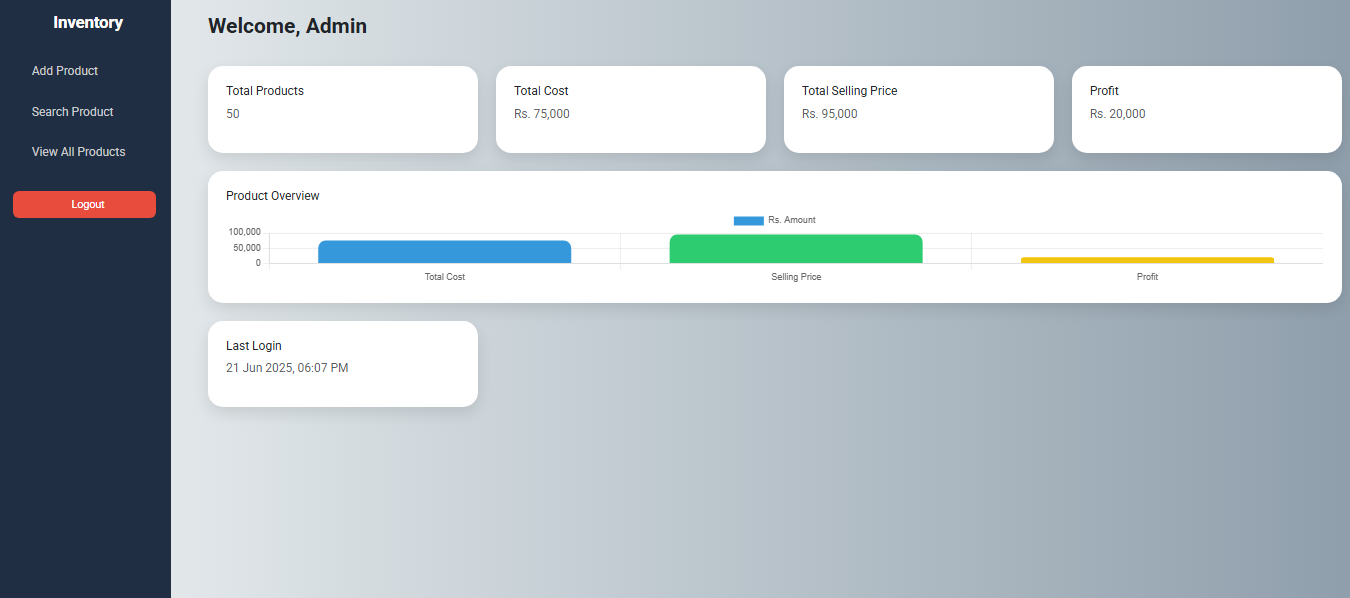 Inventory
Add Product
Search Product
View All Products
Logout
Welcome, Admin
Total Products
50
Total Cost
Rs. 75,000
Total Selling Price
Rs. 95,000
Profit
Rs. 20,000
Product Overview
Rs. Amount
100,000
50,000
0
Total Cost
Selling Price
Profit
Last Login
21 Jun 2025, 06:07 PM